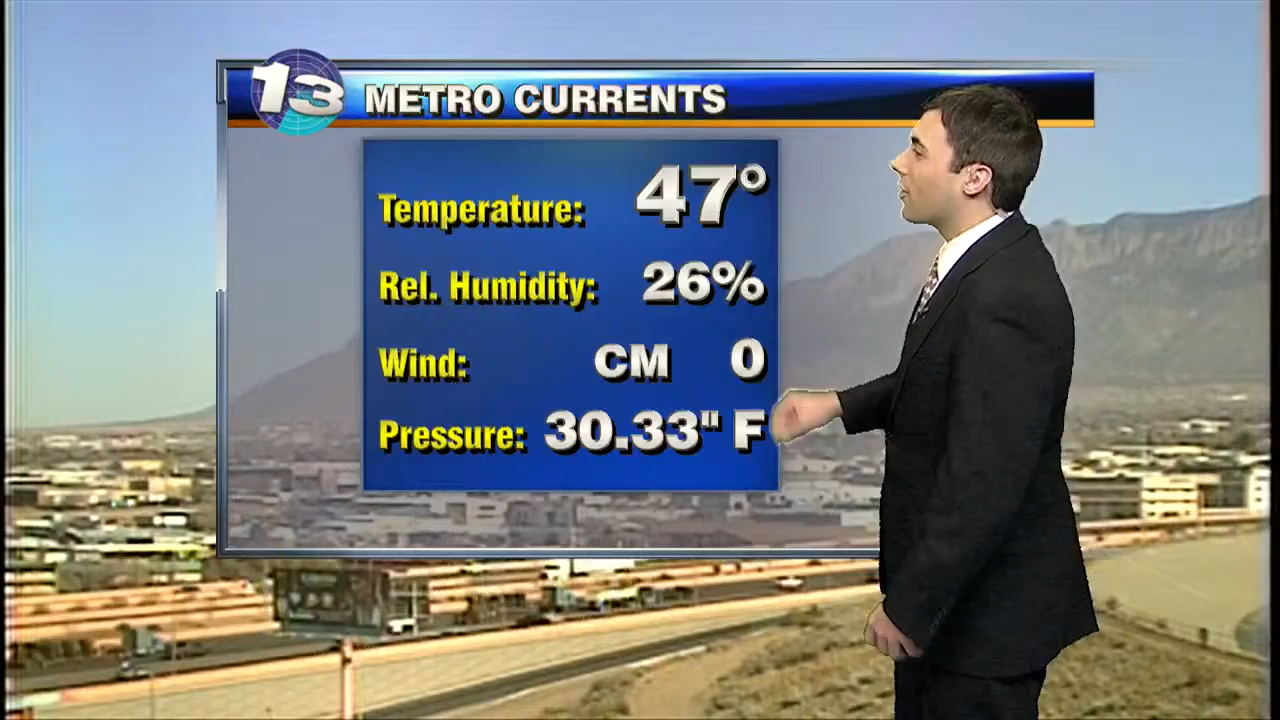 13 METRO CURRENTS
Temperature: 47°
Rel. Humidity: 26%
Wind: CM 0
Pressure: 30.33" F